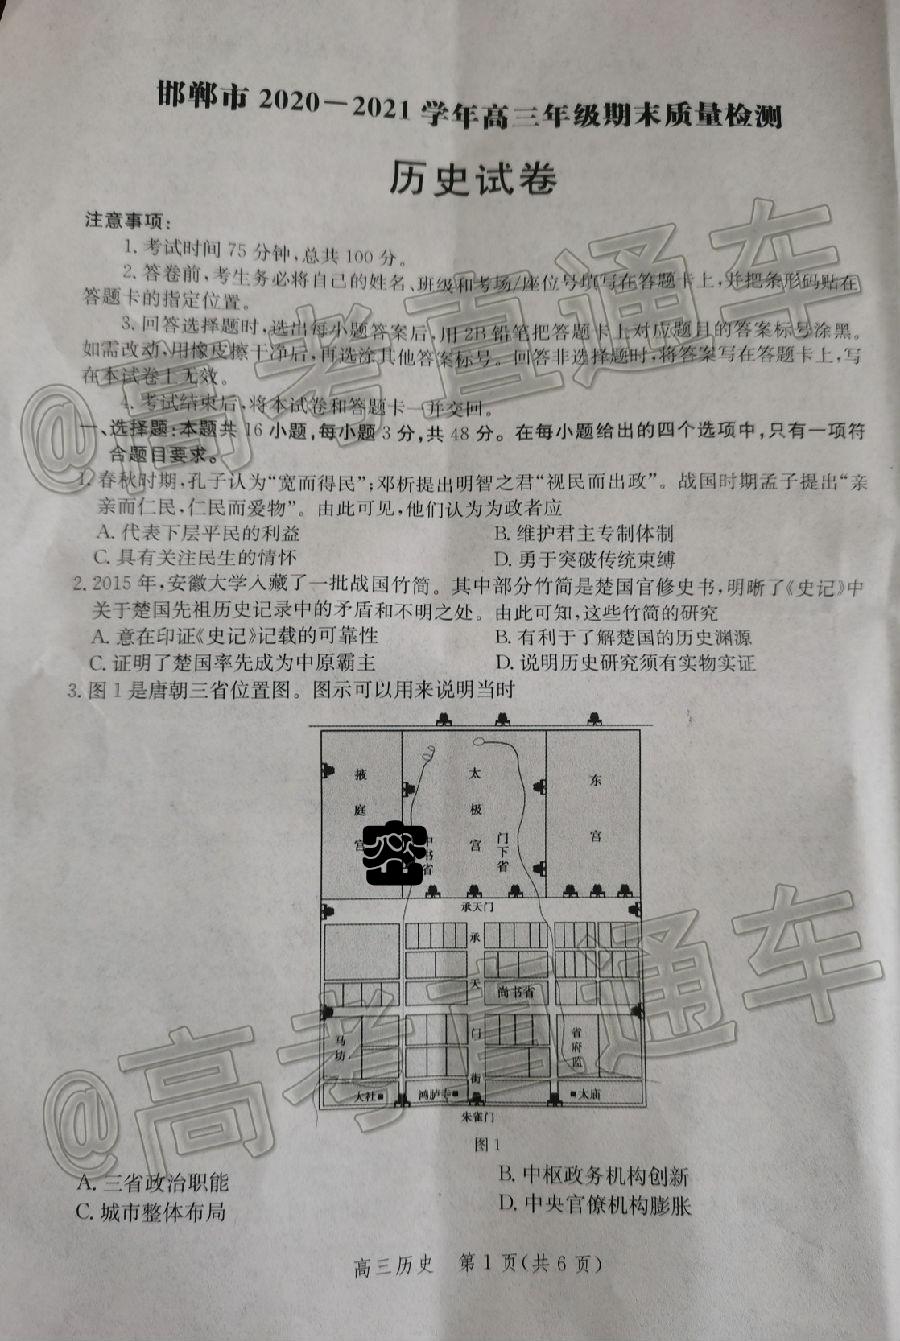 邯郸市2020—2021学年高三年级期末质量检测
历史试卷
注意事项:
1.考试时间75分钟,总共100分。
2.答卷前,考生务必将自己的姓名、班级和考场/座位号填写在答题卡上,并把条形码贴在
答题卡的指定位置。
3.回答选择题时,选出每小题答案后,用2B铅笔把答题卡上对应题目的答案标号涂黑。
如需改动,用橡皮擦干净后,再选涂其他答案标号。回答非选择题时,将答案写在答题卡上,写
在本试卷上无效。
4.考试结束后,将本试卷和答题卡一并交回。
一、选择题:本题共16小题,每小题3分,共48分。在每小题给出的四个选项中,只有一项符
合题目要求。
1.春秋时期,孔子认为“宽而得民”;邓析提出明智之君“视民而出政”。战国时期孟子提出“亲
亲而仁民,仁民而爱物”。由此可见,他们认为为政者应
A.代表下层平民的利益 B.维护君主专制体制
C.具有关注民生的情怀 D.勇于突破传统束缚
2.2015年,安徽大学入藏了一批战国竹简。其中部分竹简是楚国官修史书,明晰了《史记》中
关于楚国先祖历史记录中的矛盾和不明之处。由此可知,这些竹简的研究
A.意在印证《史记》记载的可靠性 B.有利于了解楚国的历史渊源
C.证明了楚国率先成为中原霸主 D.说明历史研究须有实物实证
3.图1是唐朝三省位置图。图示可以用来说明当时
掖庭宫
太极宫
东宫
中书省
门下省
密
承天门
承天门街
尚书省
马坊
省府监
大社
鸿胪寺
太庙
朱雀门
图1
A.三省政治职能 B.中枢政务机构创新
C.城市整体布局 D.中央官僚机构膨胀
高三历史 第1页(共6页)
@高考直通车
@高考直通车